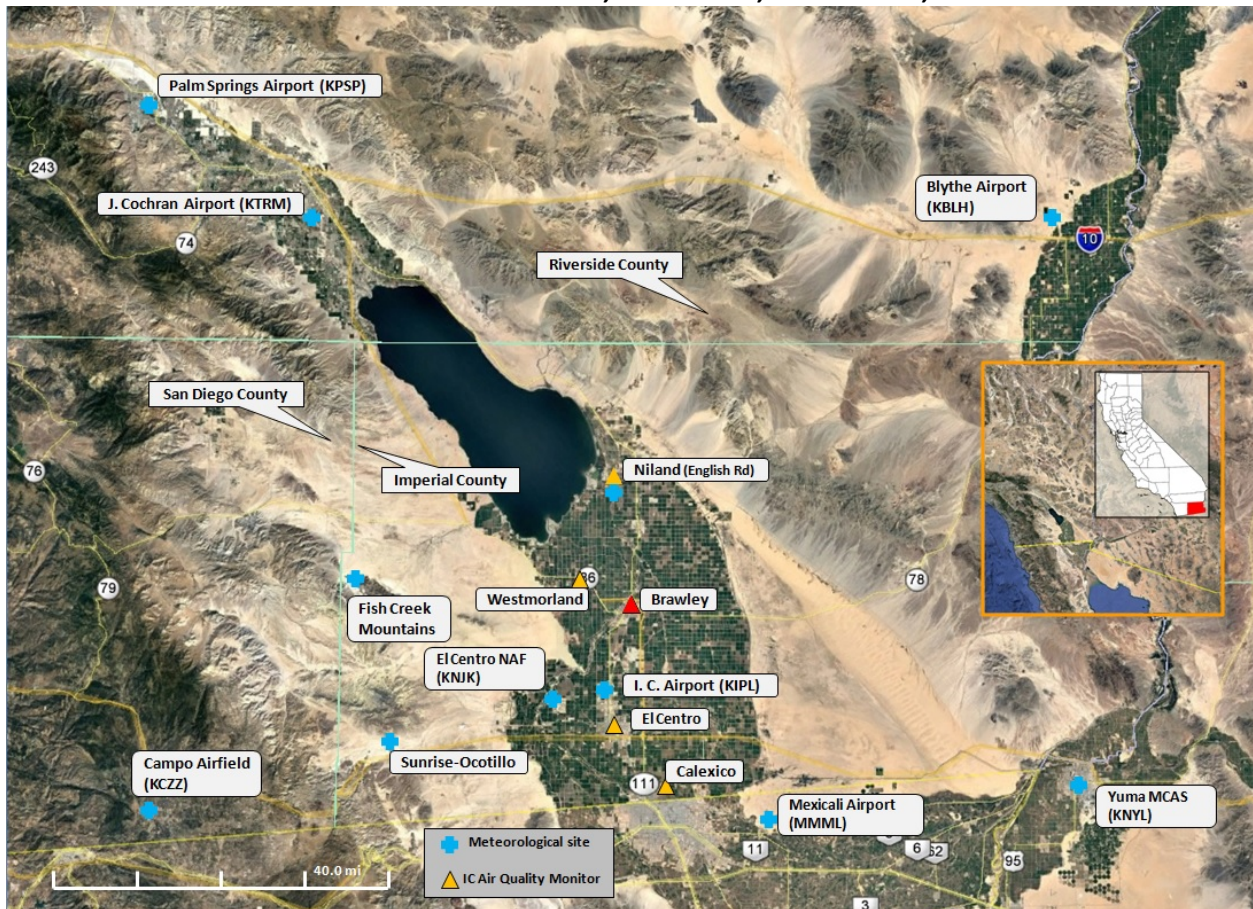 Palm Springs Airport (KPSP)
243
J. Cochran Airport (KTRM)
74
Blythe Airport
(KBLH)
10
Riverside County
San Diego County
Imperial County
76
Niland (English Rd)
79
78
Westmorland
86
Brawley
Fish Creek
Mountains
El Centro NAF
(KNJK)
I. C. Airport (KIPL)
El Centro
Sunrise-Ocotillo
Campo Airfield
(KCZZ)
Calexico
111
Mexicali Airport
(MMML)
Yuma MCAS
(KNYL)
11
6
62
95
3
40.0 mi
Meteorological site
IC Air Quality Monitor